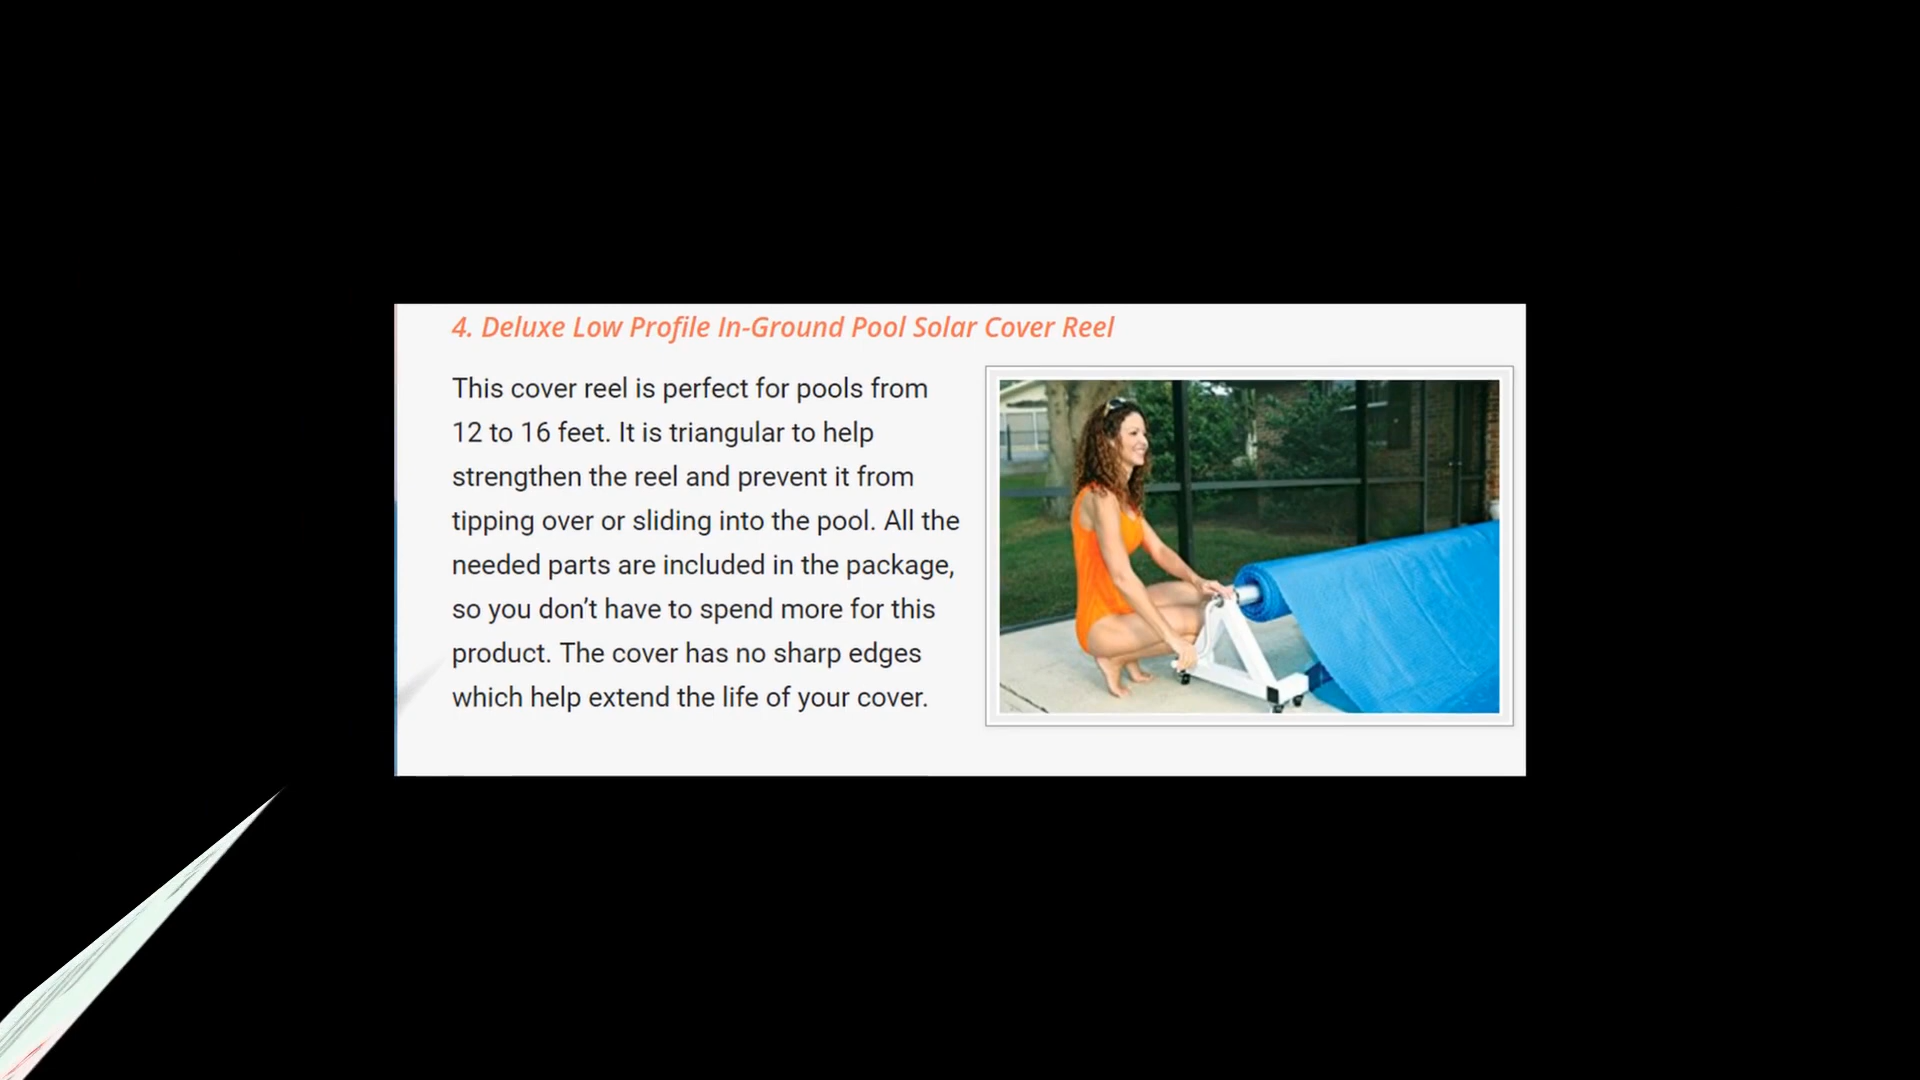 4. Deluxe Low Profile In-Ground Pool Solar Cover Reel
This cover reel is perfect for pools from
12 to 16 feet. It is triangular to help
strengthen the reel and prevent it from
tipping over or sliding into the pool. All the
needed parts are included in the package,
so you don’t have to spend more for this
product. The cover has no sharp edges
which help extend the life of your cover.